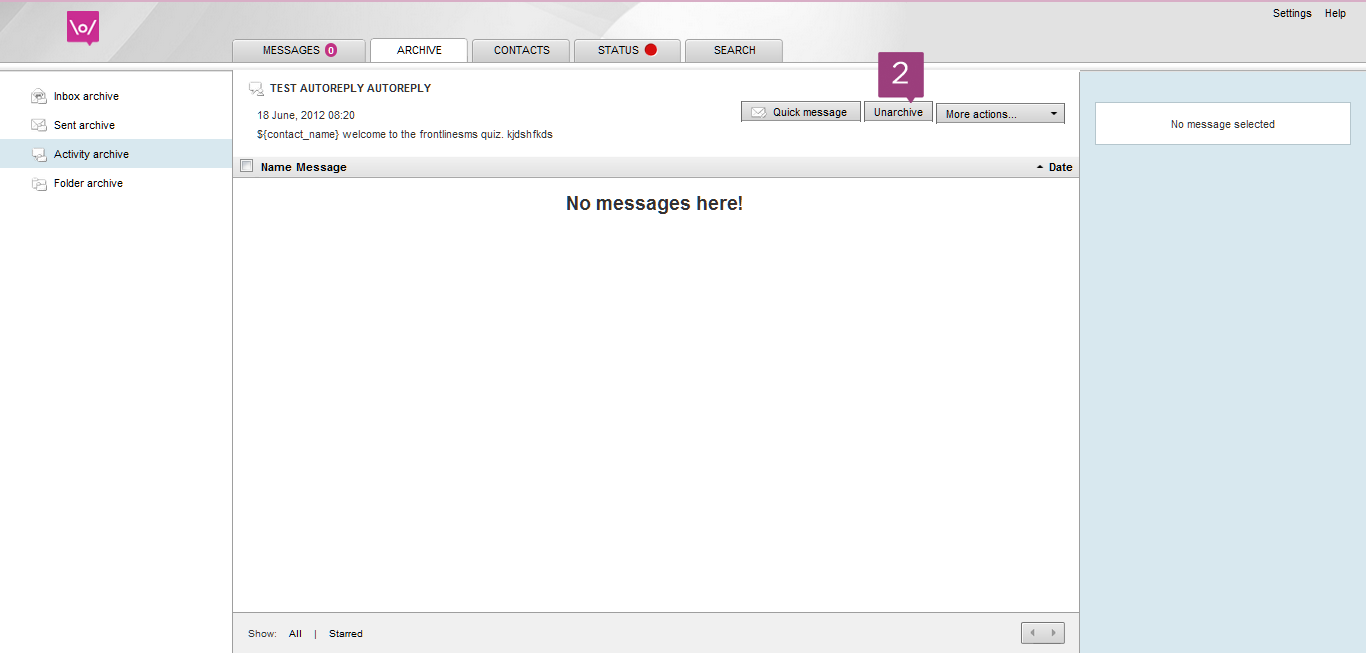 \o/
Settings Help
MESSAGES 0 ARCHIVE CONTACTS STATUS SEARCH
2
Inbox archive
Sent archive
Activity archive
Folder archive
TEST AUTOREPLY AUTOREPLY
18 June, 2012 08:20
${contact_name} welcome to the frontlinesms quiz. kjdshfkds
Quick message Unarchive More actions...
Name Message Date
No messages here!
No message selected
Show: All | Starred